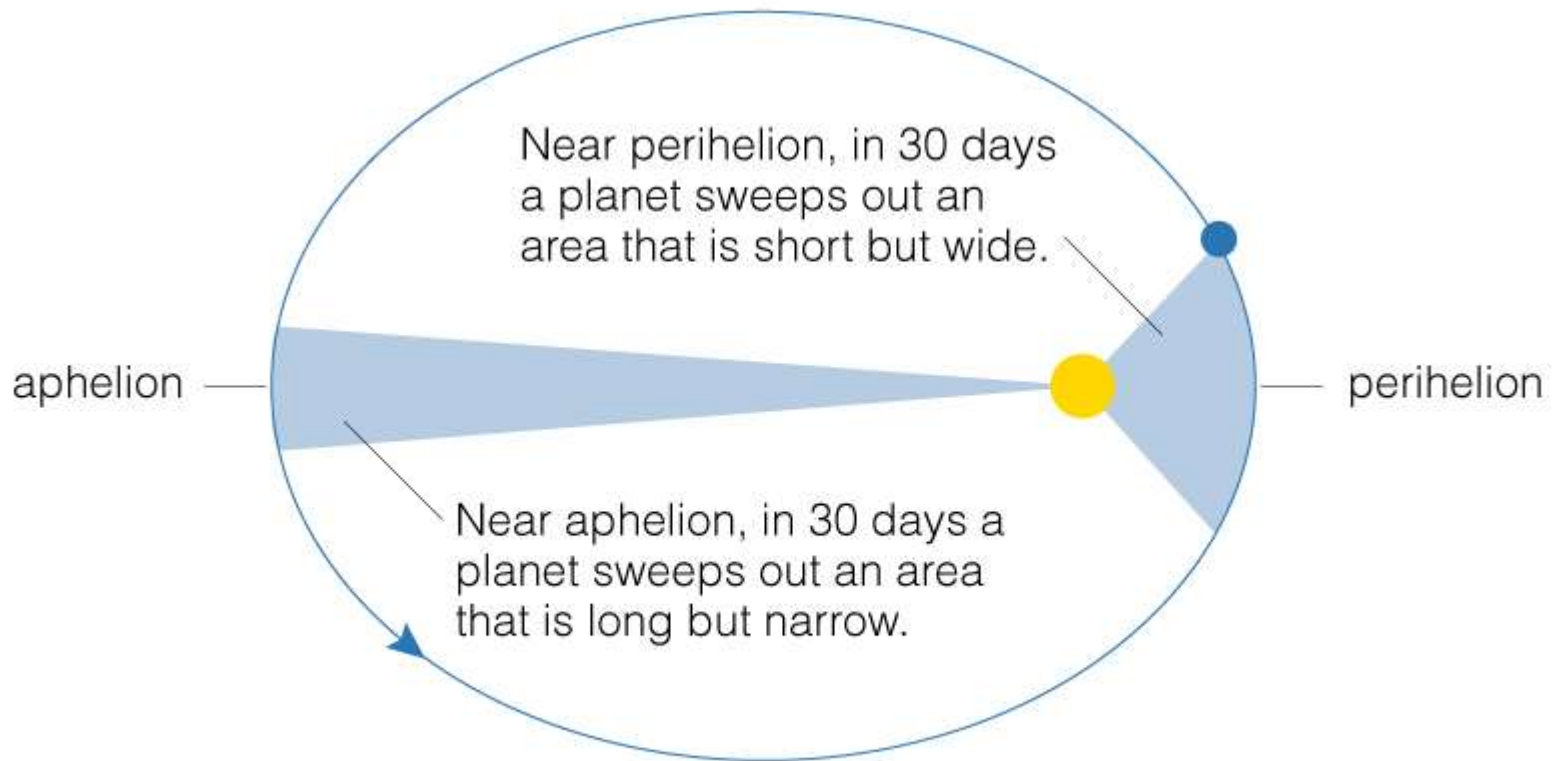 Near perihelion, in 30 days
a planet sweeps out an
area that is short but wide.
aphelion
perihelion
Near aphelion, in 30 days a
planet sweeps out an area
that is long but narrow.